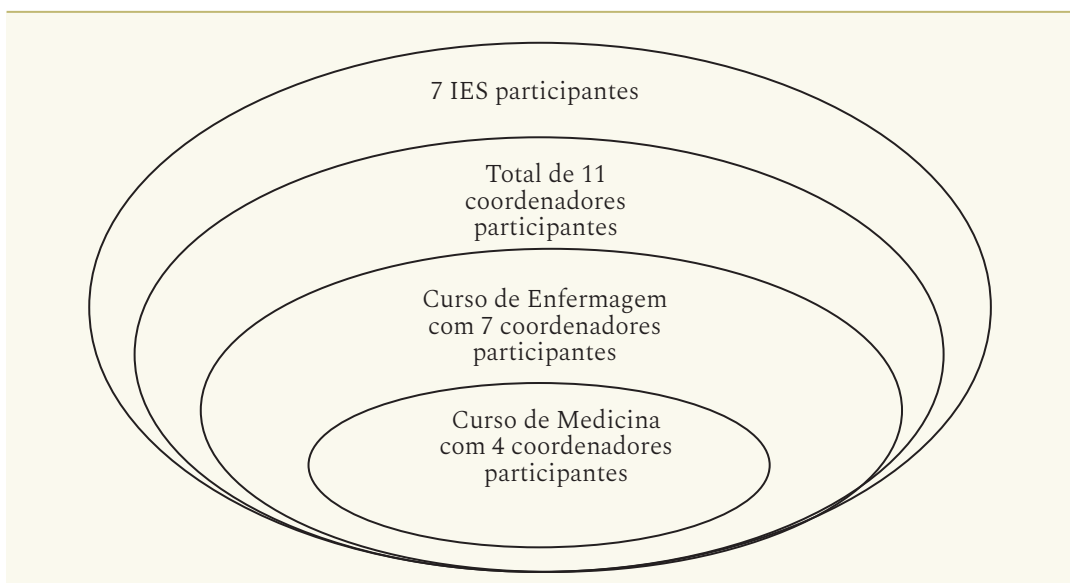 7 IES participantes
Total de 11
coordenadores
participantes
Curso de Enfermagem
com 7 coordenadores
participantes
Curso de Medicina
com 4 coordenadores
participantes